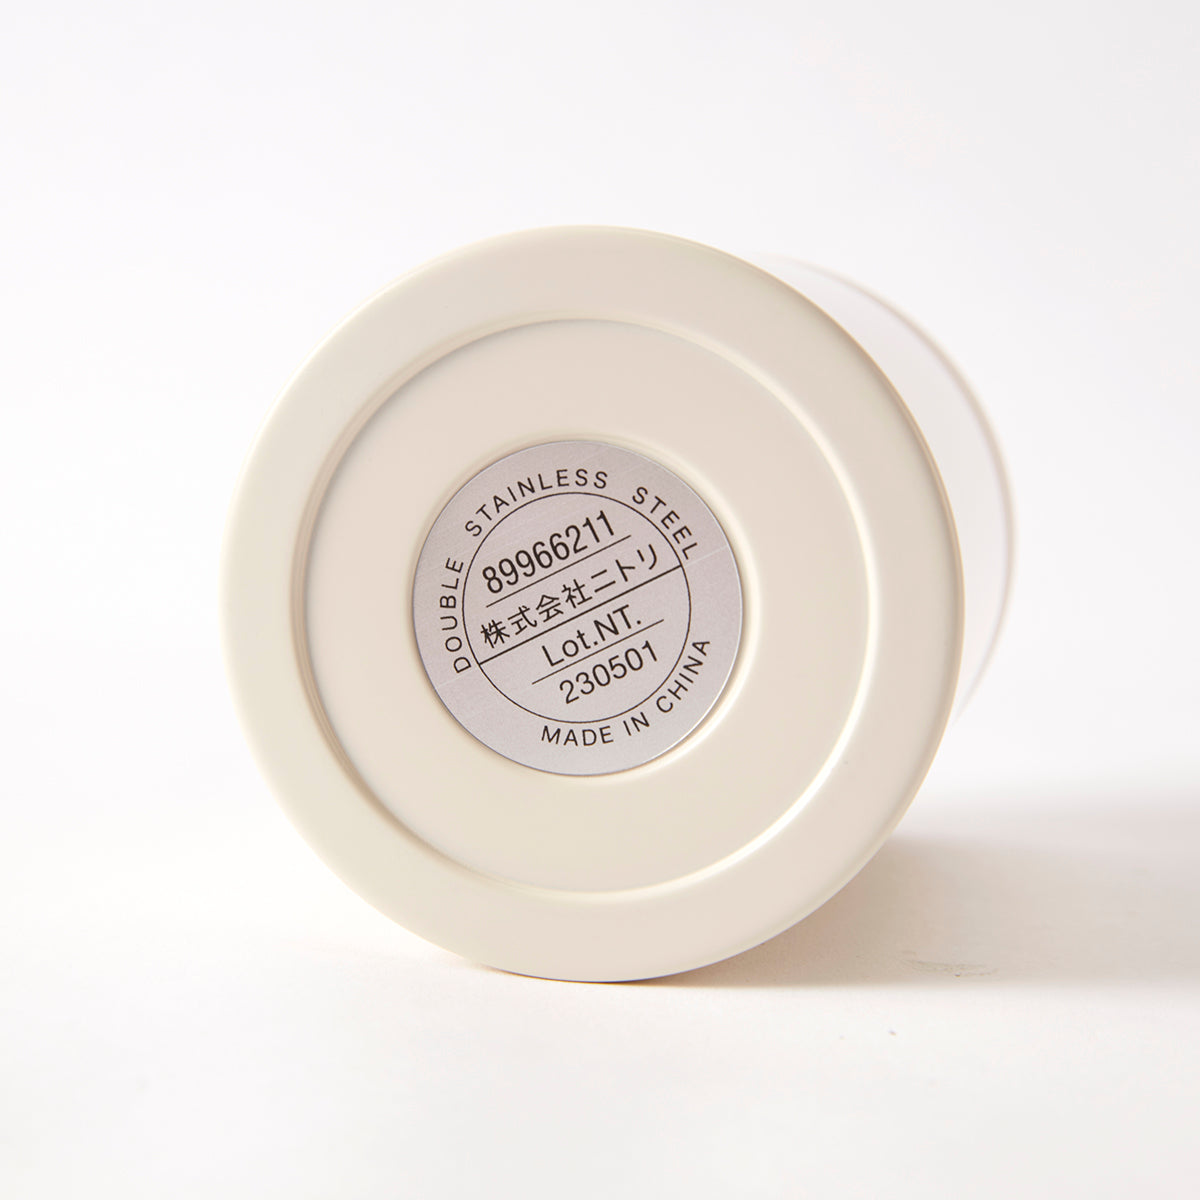 DOUBLE STAINLESS STEEL
89966211
株式会社ニトリ
Lot.NT.
230501
MADE IN CHINA